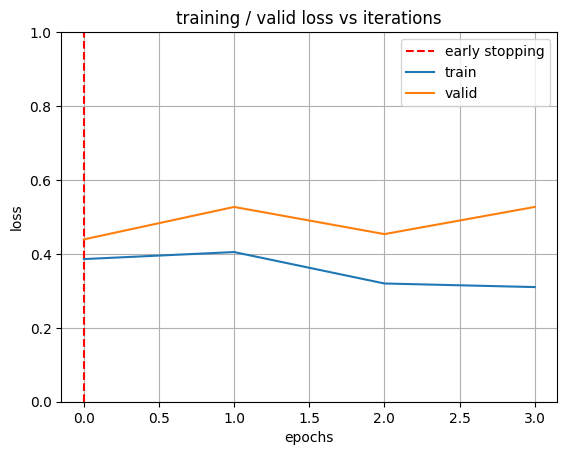 training / valid loss vs iterations
1.0
0.8
0.6
0.4
0.2
0.0
loss
early stopping
train
valid
0.0 0.5 1.0 1.5 2.0 2.5 3.0
epochs